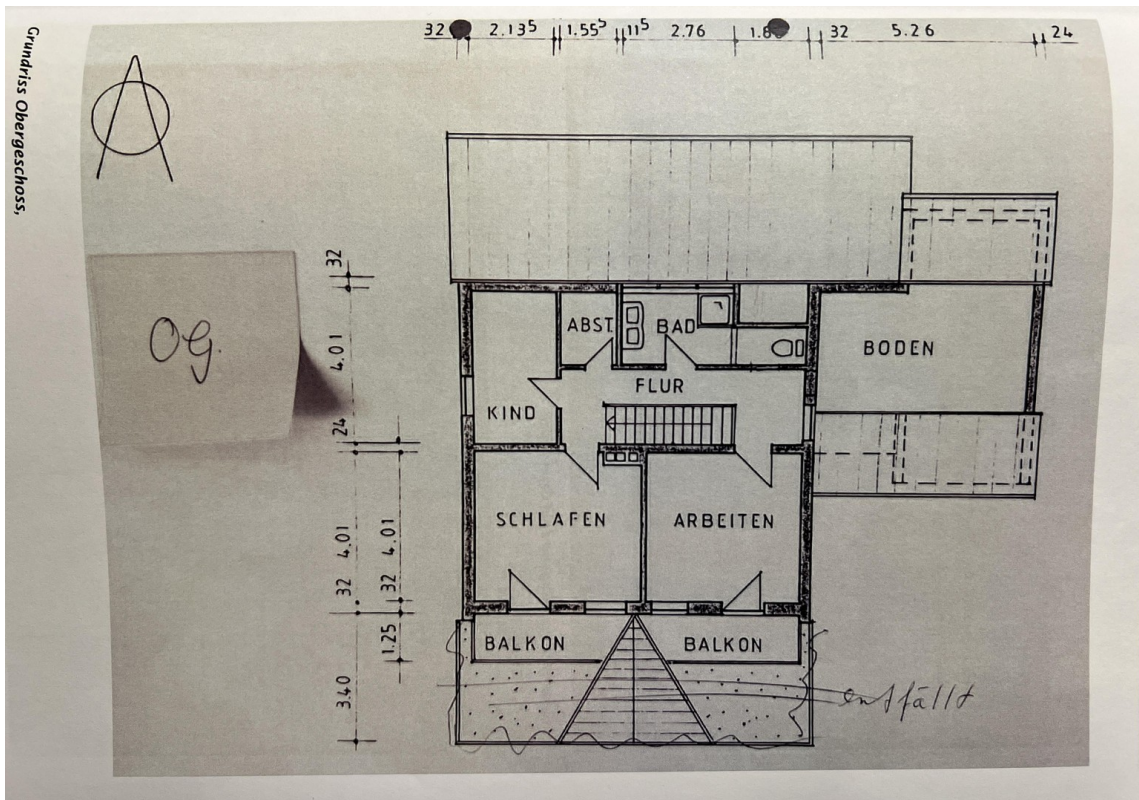 Grundriss Obergeschoss,
32 2.13⁵ 1.55⁵ 11⁵ 2.76 1.8 32 5.26 24
OG.
32
4.01
24
4.01
32
3.40
4.01
32
1.25
ABST.
BAD
BODEN
FLUR
KIND
SCHLAFEN
ARBEITEN
BALKON
BALKON
entfällt